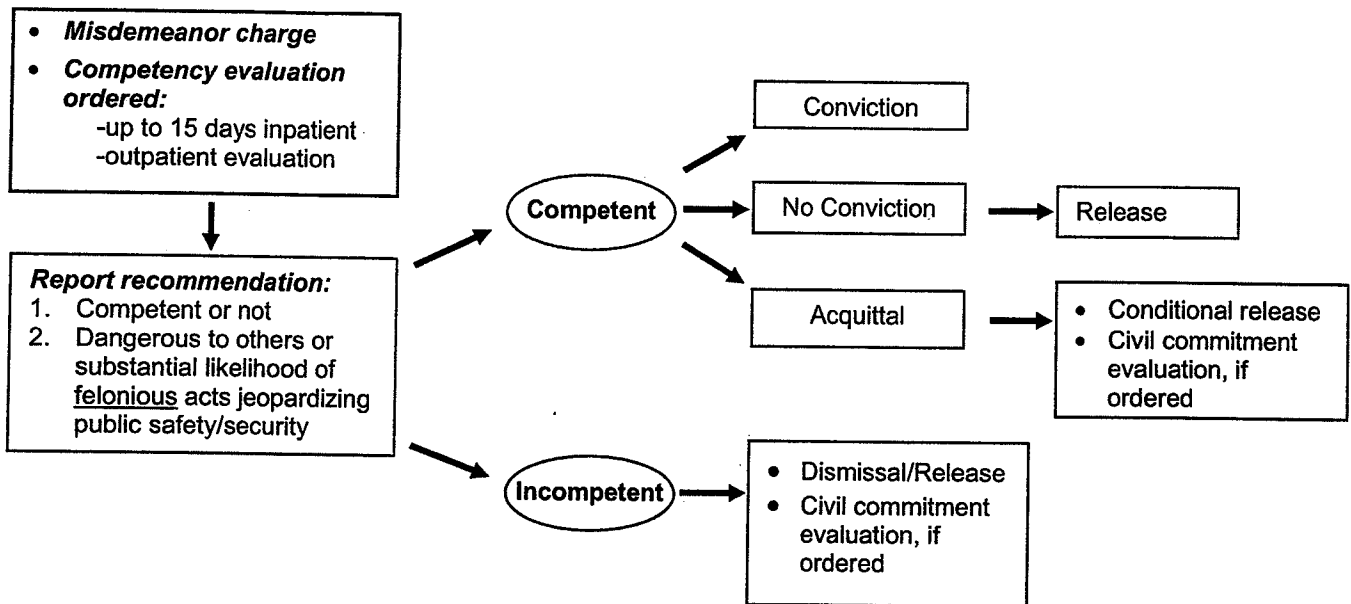 • Misdemeanor charge
• Competency evaluation
ordered:
-up to 15 days inpatient
-outpatient evaluation
Report recommendation:
1. Competent or not
2. Dangerous to others or
substantial likelihood of
felonious acts jeopardizing
public safety/security
Competent
Conviction
No Conviction
Release
Acquittal
• Conditional release
• Civil commitment
evaluation, if
ordered
Incompetent
• Dismissal/Release
• Civil commitment
evaluation, if
ordered